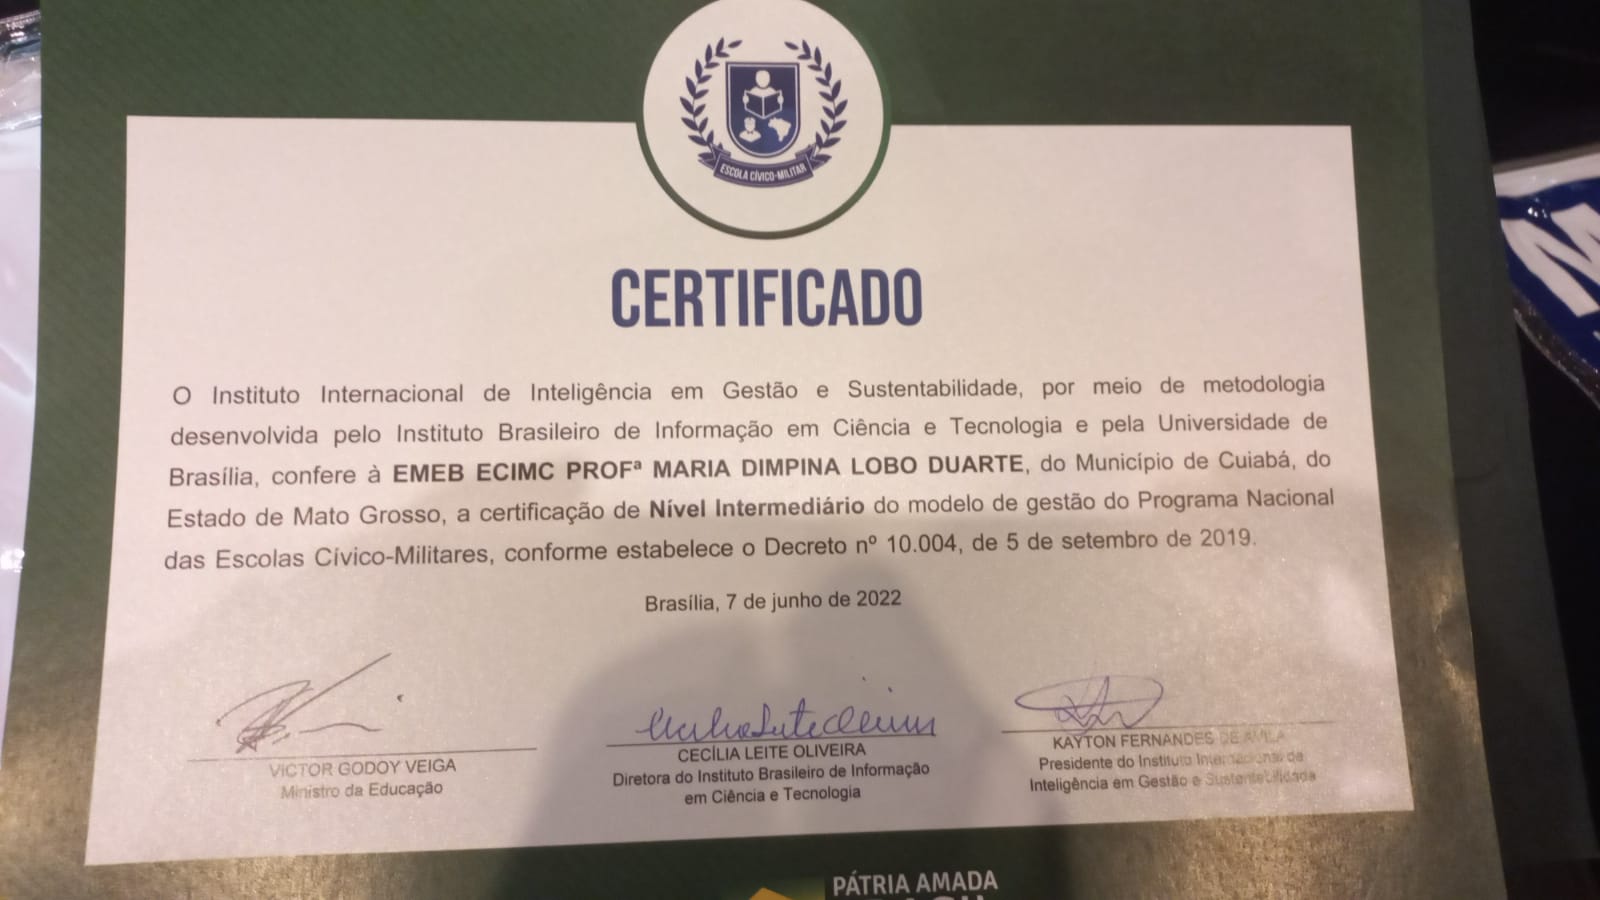 ESCOLA CÍVICO-MILITAR
CERTIFICADO
O Instituto Internacional de Inteligência em Gestão e Sustentabilidade, por meio de metodologia
desenvolvida pelo Instituto Brasileiro de Informação em Ciência e Tecnologia e pela Universidade de
Brasília, confere à EMEB ECIMC PROFª MARIA DIMPINA LOBO DUARTE, do Município de Cuiabá, do
Estado de Mato Grosso, a certificação de Nível Intermediário do modelo de gestão do Programa Nacional
das Escolas Cívico-Militares, conforme estabelece o Decreto nº 10.004, de 5 de setembro de 2019.
Brasília, 7 de junho de 2022
VICTOR GODOY VEIGA
Ministro da Educação
CECÍLIA LEITE OLIVEIRA
Diretora do Instituto Brasileiro de Informação
em Ciência e Tecnologia
KAYTON FERNANDES DE AVILA
Presidente do Instituto Internacional de
Inteligência em Gestão e Sustentabilidade
PÁTRIA AMADA